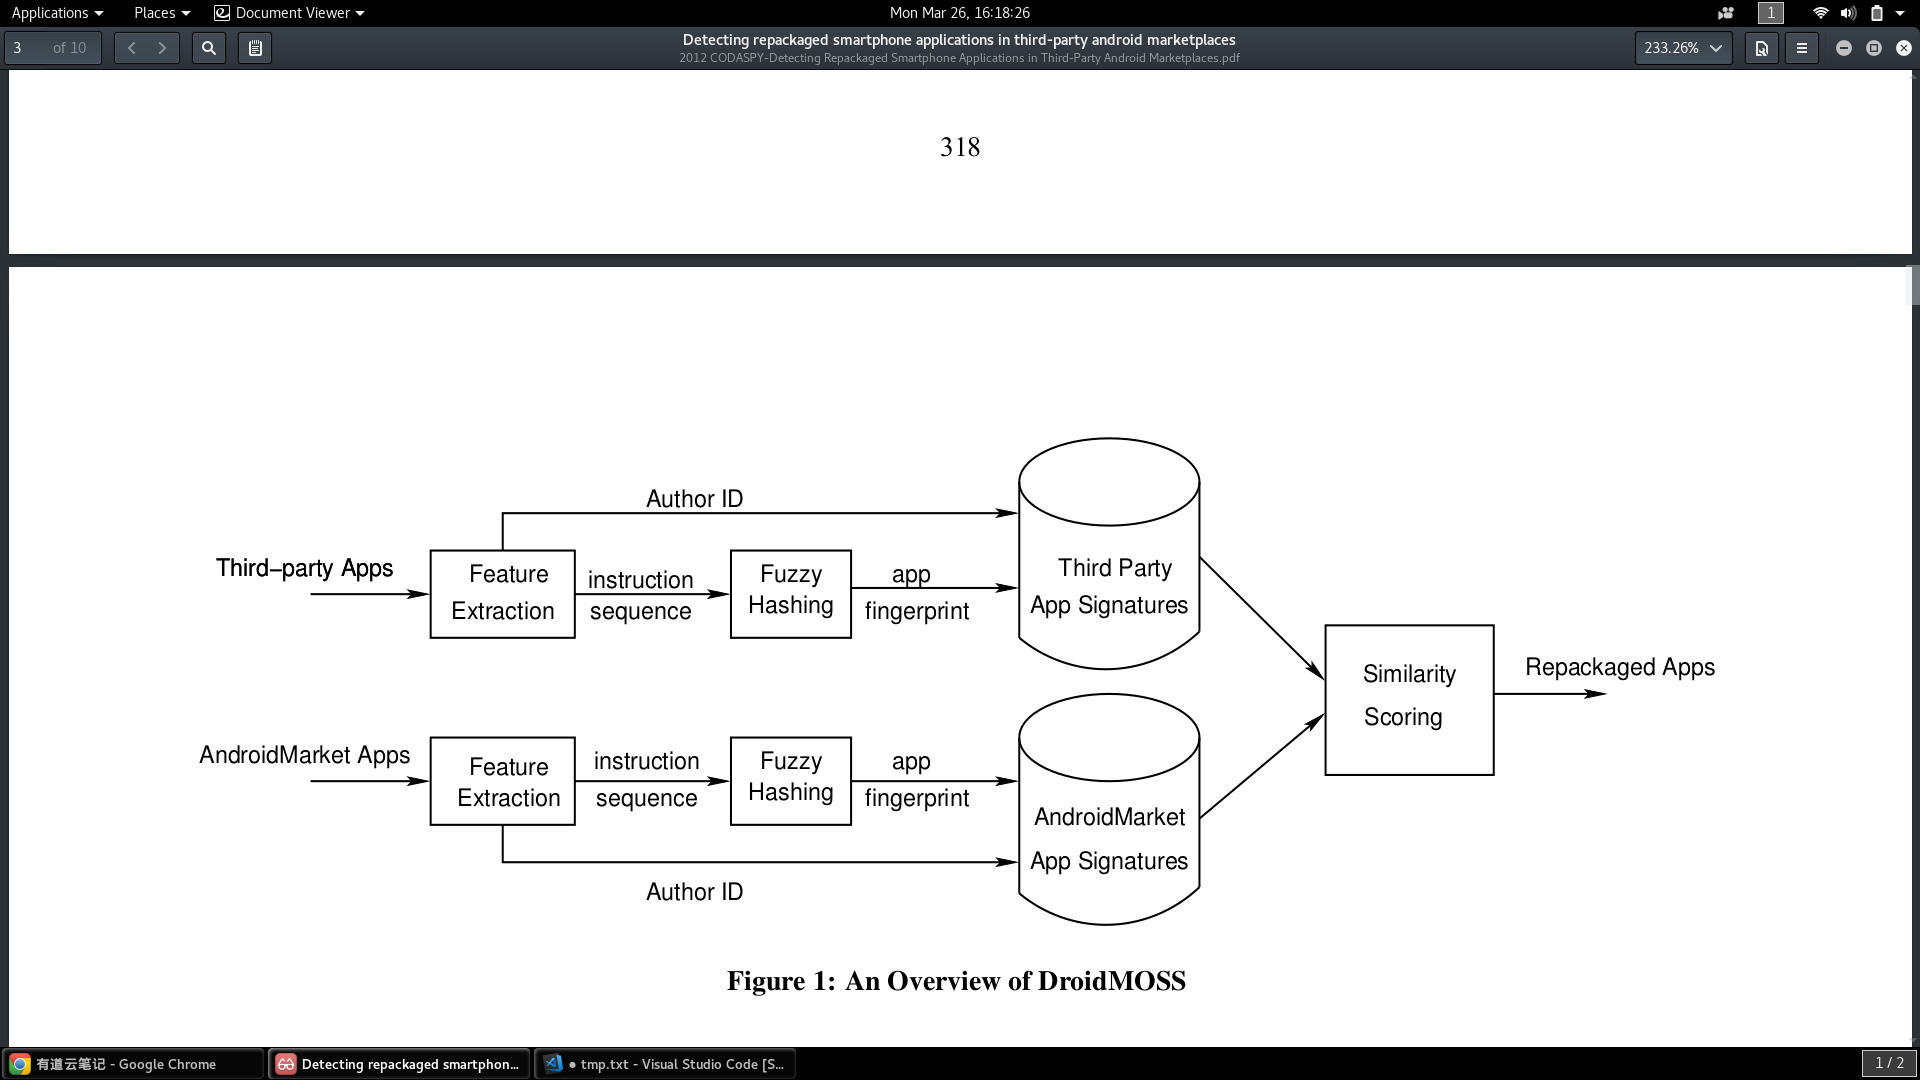 Applications Places Document Viewer Mon Mar 26, 16:18:26 1
3 of 10 Detecting repackaged smartphone applications in third-party android marketplaces 233.26%
2012 CODASPY-Detecting Repackaged Smartphone Applications in Third-Party Android Marketplaces.pdf
318
Author ID
Third–party Apps
Feature
Extraction
instruction
sequence
Fuzzy
Hashing
app
fingerprint
Third Party
App Signatures
AndroidMarket Apps
Feature
Extraction
instruction
sequence
Fuzzy
Hashing
app
fingerprint
AndroidMarket
App Signatures
Author ID
Similarity
Scoring
Repackaged Apps
Figure 1: An Overview of DroidMOSS
有道云笔记 - Google Chrome Detecting repackaged smartphon... ● tmp.txt - Visual Studio Code [S... 1 / 2